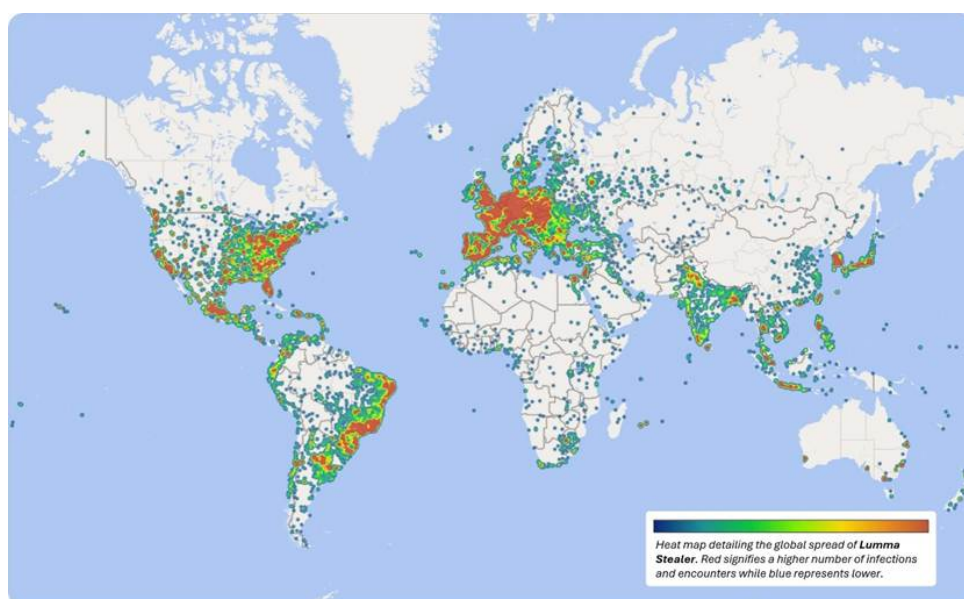 Heat map detailing the global spread of Lumma
Stealer. Red signifies a higher number of infections
and encounters while blue represents lower.